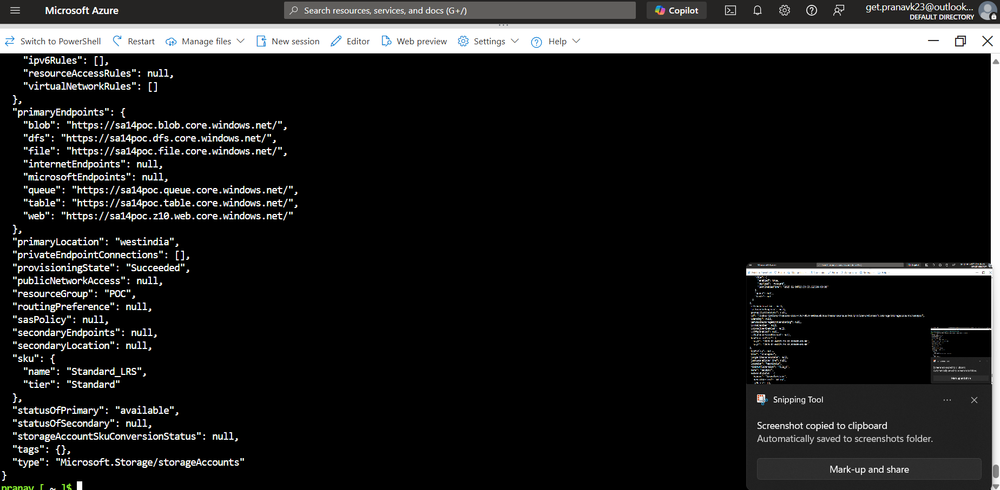 Microsoft Azure
Search resources, services, and docs (G+/)
Copilot
get.pranavk23@outlook...
DEFAULT DIRECTORY
Switch to PowerShell
Restart
Manage files
New session
Editor
Web preview
Settings
Help
"ipv6Rules": [],
"resourceAccessRules": null,
"virtualNetworkRules": []
},
"primaryEndpoints": {
"blob": "https://sa14poc.blob.core.windows.net/",
"dfs": "https://sa14poc.dfs.core.windows.net/",
"file": "https://sa14poc.file.core.windows.net/",
"internetEndpoints": null,
"microsoftEndpoints": null,
"queue": "https://sa14poc.queue.core.windows.net/",
"table": "https://sa14poc.table.core.windows.net/",
"web": "https://sa14poc.z10.web.core.windows.net/"
},
"primaryLocation": "westindia",
"privateEndpointConnections": [],
"provisioningState": "Succeeded",
"publicNetworkAccess": null,
"resourceGroup": "POC",
"routingPreference": null,
"sasPolicy": null,
"secondaryEndpoints": null,
"secondaryLocation": null,
"sku": {
"name": "Standard_LRS",
"tier": "Standard"
},
"statusOfPrimary": "available",
"statusOfSecondary": null,
"storageAccountSkuConversionStatus": null,
"tags": {},
"type": "Microsoft.Storage/storageAccounts"
}
pranav [ ~ ]$
Snipping Tool
Screenshot copied to clipboard
Automatically saved to screenshots folder.
Mark-up and share